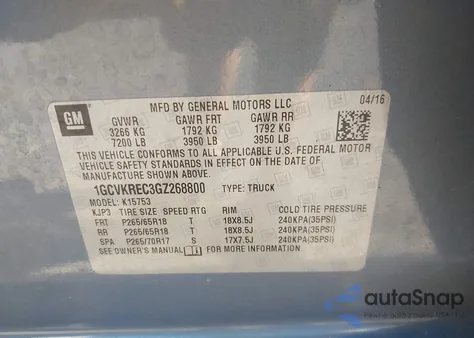 GM
MFD BY GENERAL MOTORS LLC
04/16
GVWR GAWR FRT GAWR RR
3266 KG 1792 KG 1792 KG
7200 LB 3950 LB 3950 LB
THIS VEHICLE CONFORMS TO ALL APPLICABLE U.S. FEDERAL MOTOR
VEHICLE SAFETY STANDARDS IN EFFECT ON THE DATE OF
MANUFACTURE SHOWN ABOVE.
1GCVKREC3GZ268800 TYPE: TRUCK
MODEL: K15753
KJP3 TIRE SIZE SPEED RTG RIM COLD TIRE PRESSURE
FRT P265/65R18 T 18X8.5J 240KPA(35PSI)
RR P265/65R18 T 18X8.5J 240KPA(35PSI)
SPA P265/70R17 S 17X7.5J 240KPA(35PSI)
SEE OWNER'S MANUAL FOR MORE INFORMATION.
autoSnap